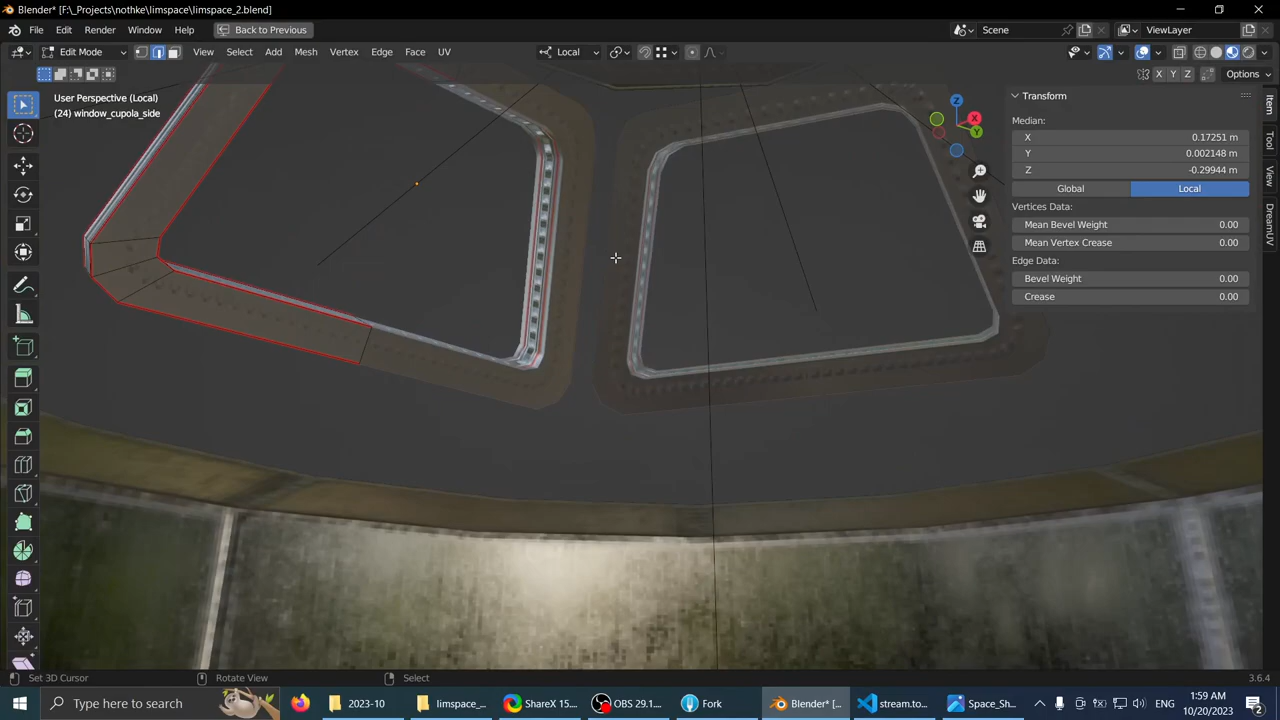 Blender* [F:\_Projects\nothke\limspace\limspace_2.blend]
File Edit Render Window Help Back to Previous Scene ViewLayer
Edit Mode View Select Add Mesh Vertex Edge Face UV Local
X Y Z Options
User Perspective (Local)
(24) window_cupola_side
Z
X
Y
Transform
Median:
X 0.17251 m
Y 0.002148 m
Z -0.29944 m
Global Local
Vertices Data:
Mean Bevel Weight 0.00
Mean Vertex Crease 0.00
Edge Data:
Bevel Weight 0.00
Crease 0.00
Item
Tool
View
DreamUV
Set 3D Cursor Rotate View Select 3.6.4
Type here to search 2023-10 limspace_... ShareX 15.... OBS 29.1.... Fork Blender* [... stream.to... Space_Sh... ENG 1:59 AM
10/20/2023 2